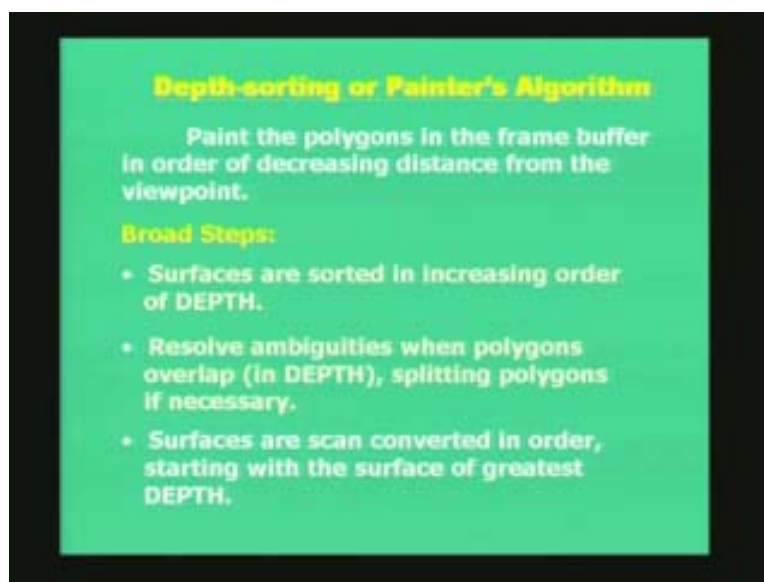 Depth-sorting or Painter's Algorithm
Paint the polygons in the frame buffer
in order of decreasing distance from the
viewpoint.
Broad Steps:
• Surfaces are sorted in increasing order
of DEPTH.
• Resolve ambiguities when polygons
overlap (in DEPTH), splitting polygons
if necessary.
• Surfaces are scan converted in order,
starting with the surface of greatest
DEPTH.